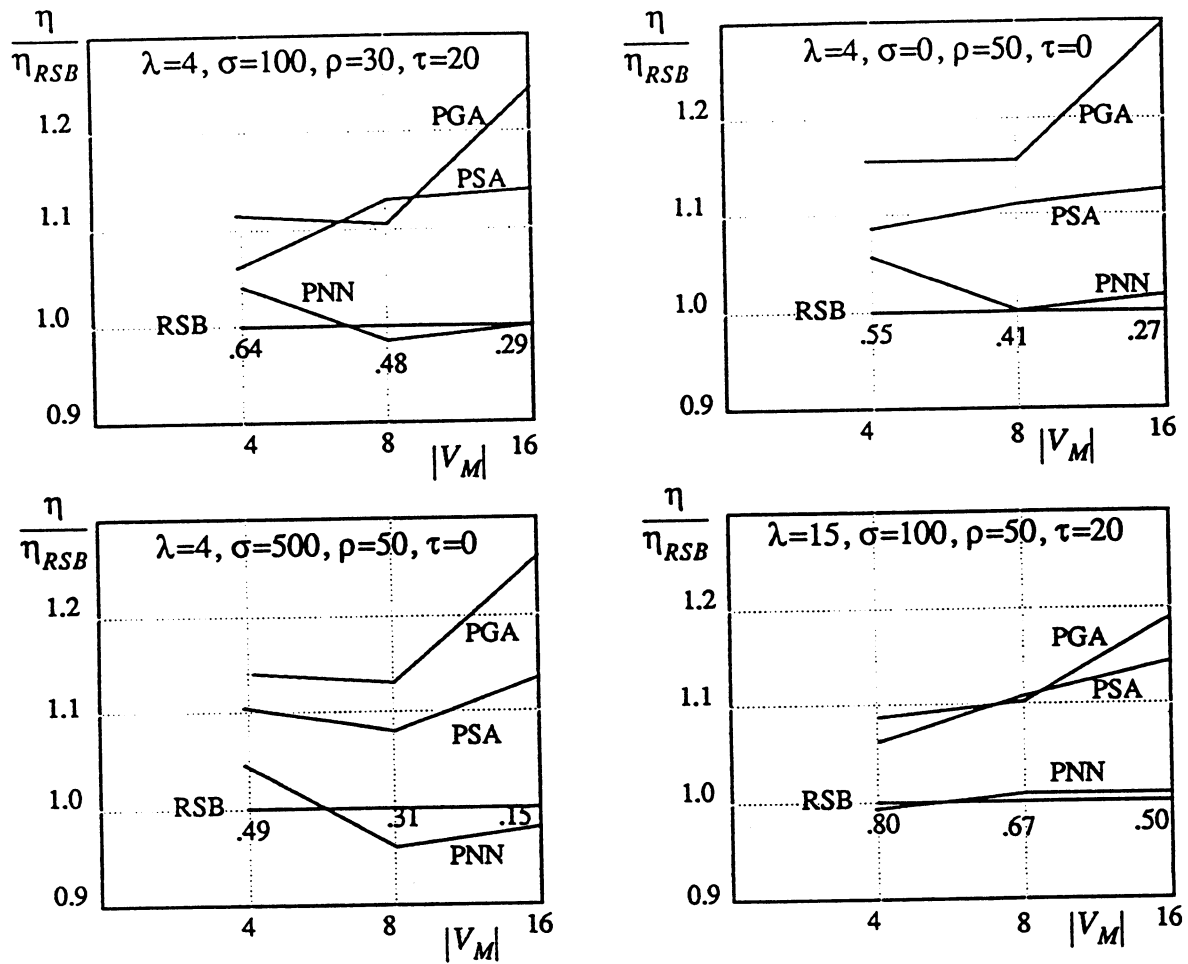 η
η_RSB
λ=4, σ=100, ρ=30, τ=20
1.2
1.1
1.0
0.9
PGA
PSA
PNN
RSB
.64
.48
.29
4
8
16
|V_M|
η
η_RSB
λ=4, σ=0, ρ=50, τ=0
1.2
1.1
1.0
0.9
PGA
PSA
PNN
RSB
.55
.41
.27
4
8
16
|V_M|
η
η_RSB
λ=4, σ=500, ρ=50, τ=0
1.2
1.1
1.0
0.9
PGA
PSA
RSB
.49
.31
.15
PNN
4
8
16
|V_M|
η
η_RSB
λ=15, σ=100, ρ=50, τ=20
1.2
1.1
1.0
0.9
PGA
PSA
PNN
RSB
.80
.67
.50
4
8
16
|V_M|